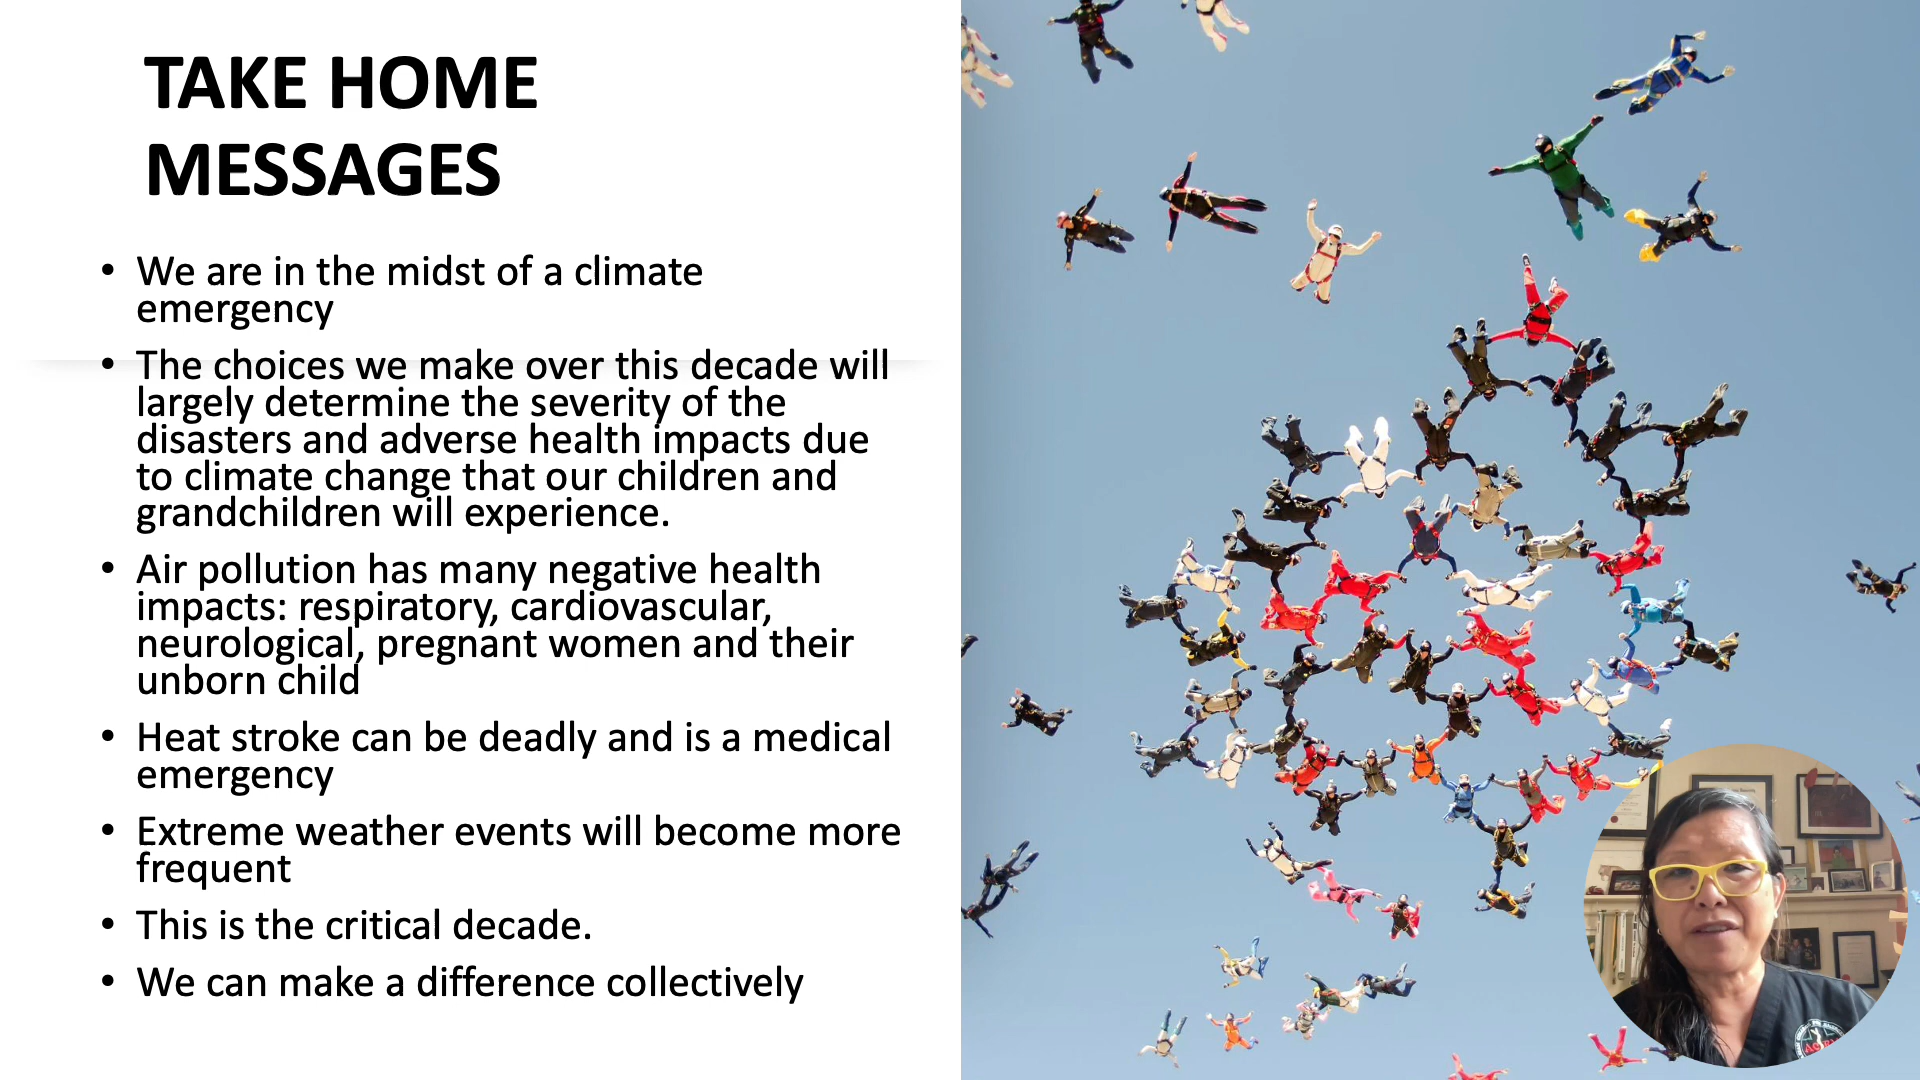 TAKE HOME
MESSAGES
• We are in the midst of a climate
emergency
• The choices we make over this decade will
largely determine the severity of the
disasters and adverse health impacts due
to climate change that our children and
grandchildren will experience.
• Air pollution has many negative health
impacts: respiratory, cardiovascular,
neurological, pregnant women and their
unborn child
• Heat stroke can be deadly and is a medical
emergency
• Extreme weather events will become more
frequent
• This is the critical decade.
• We can make a difference collectively